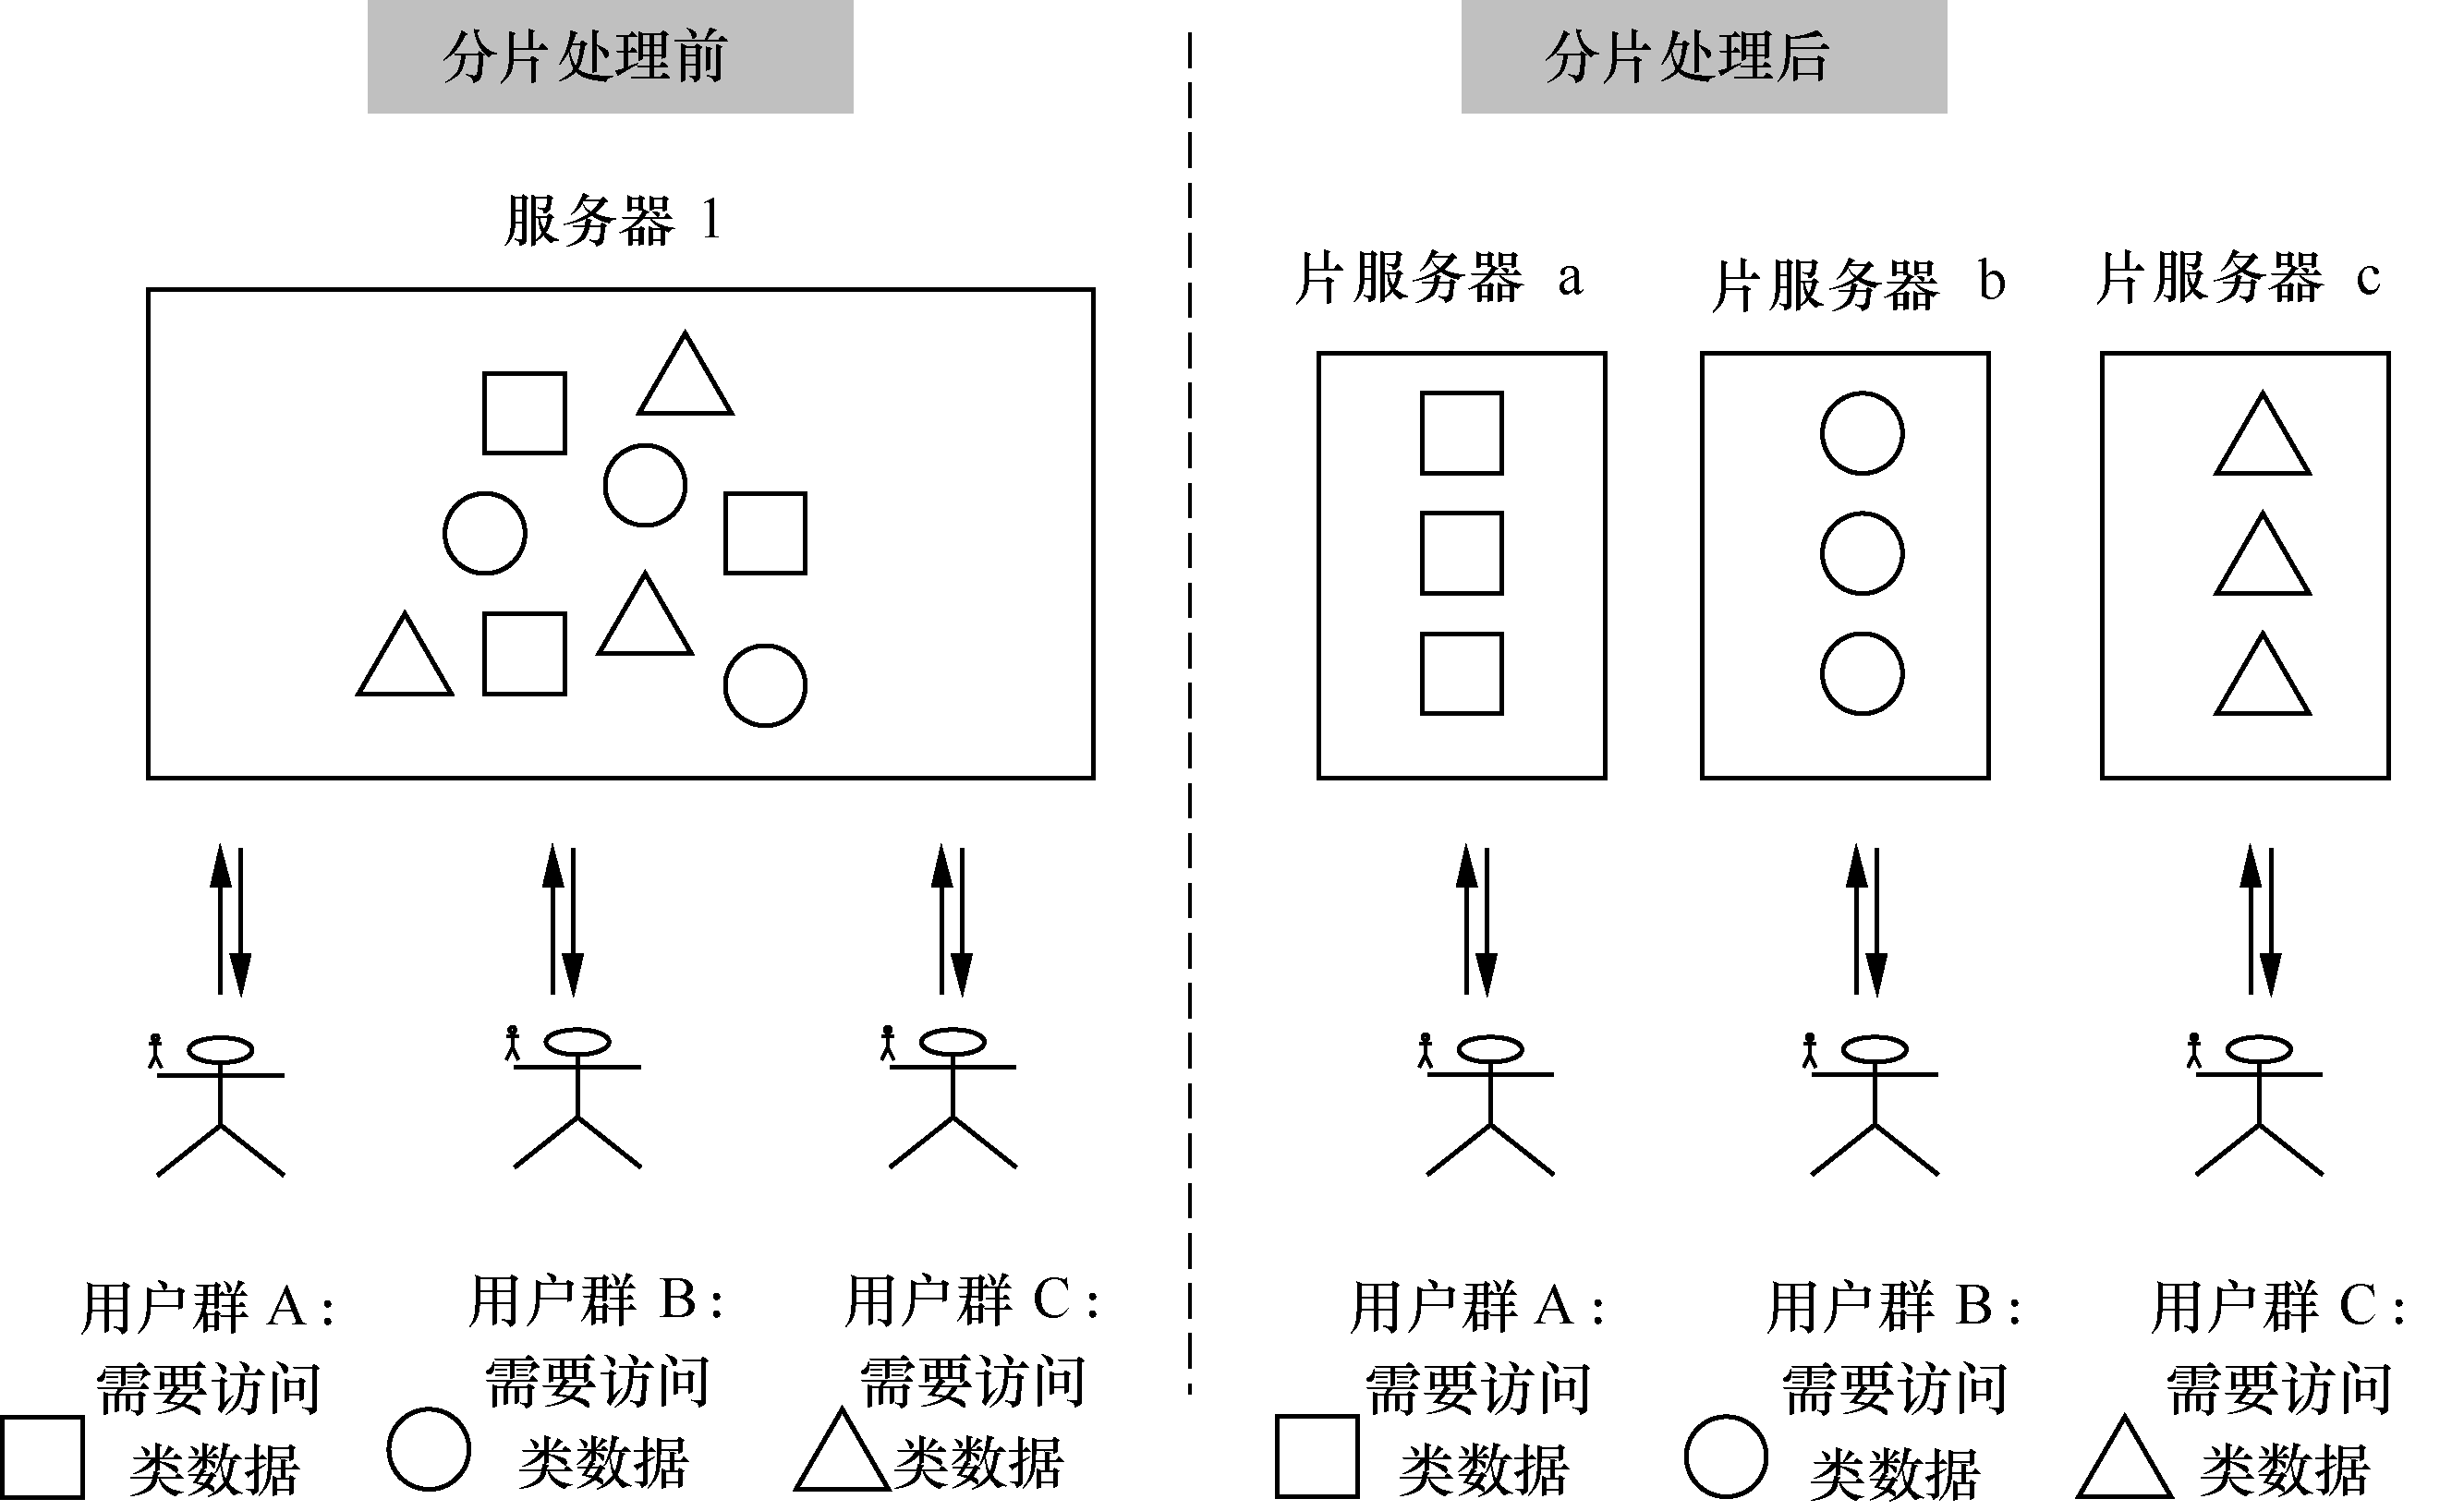 分片处理前
分片处理后
服务器 1
片服务器 a
片服务器 b
片服务器 c
用户群 A：
需要访问
类数据
用户群 B：
需要访问
类数据
用户群 C：
需要访问
类数据
用户群 A：
需要访问
类数据
用户群 B：
需要访问
类数据
用户群 C：
需要访问
类数据